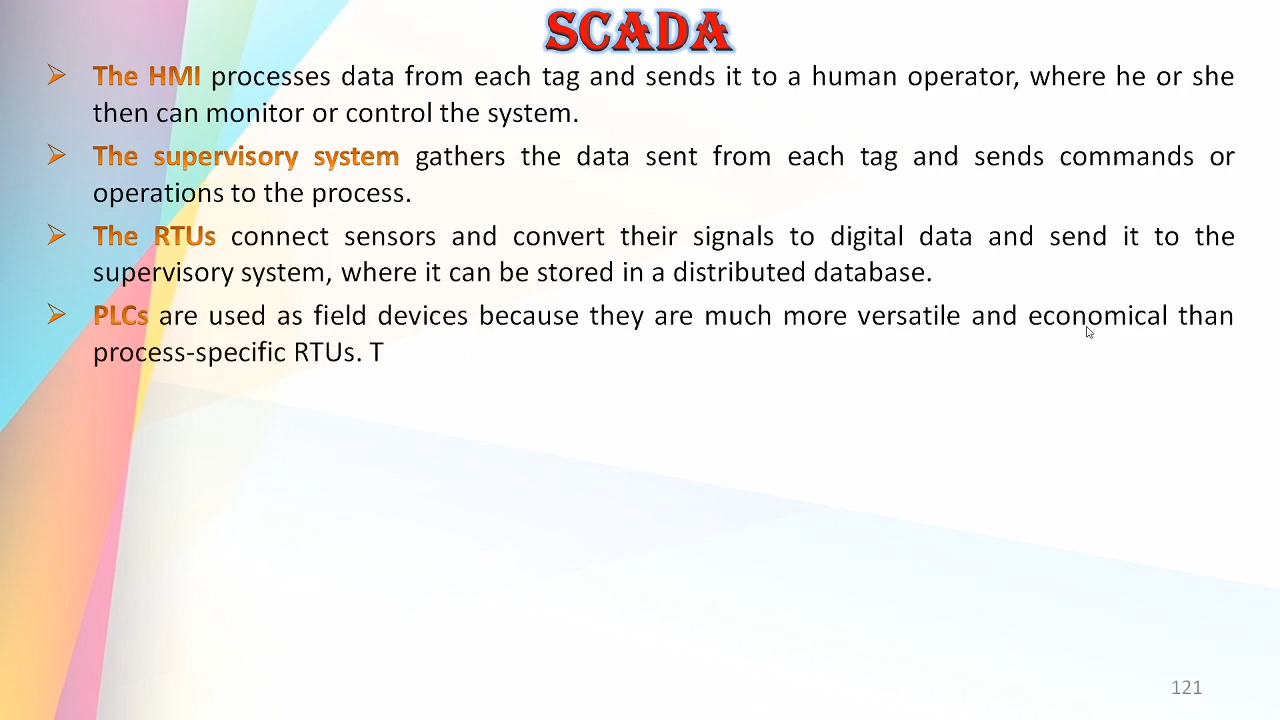 SCADA
➢ The HMI processes data from each tag and sends it to a human operator, where he or she
then can monitor or control the system.
➢ The supervisory system gathers the data sent from each tag and sends commands or
operations to the process.
➢ The RTUs connect sensors and convert their signals to digital data and send it to the
supervisory system, where it can be stored in a distributed database.
➢ PLCs are used as field devices because they are much more versatile and economical than
process-specific RTUs. T
121